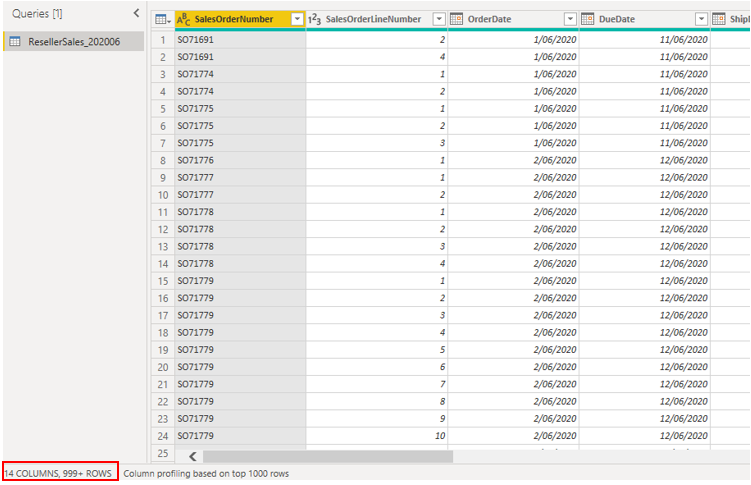 Queries [1]
ResellerSales_202006
ABC SalesOrderNumber 123 SalesOrderLineNumber OrderDate DueDate
1 SO71691 2 1/06/2020 11/06/2020
2 SO71691 4 1/06/2020 11/06/2020
3 SO71774 1 1/06/2020 11/06/2020
4 SO71774 2 1/06/2020 11/06/2020
5 SO71775 1 1/06/2020 11/06/2020
6 SO71775 2 1/06/2020 11/06/2020
7 SO71775 3 1/06/2020 11/06/2020
8 SO71776 1 2/06/2020 12/06/2020
9 SO71777 1 2/06/2020 12/06/2020
10 SO71777 2 2/06/2020 12/06/2020
11 SO71778 1 2/06/2020 12/06/2020
12 SO71778 2 2/06/2020 12/06/2020
13 SO71778 3 2/06/2020 12/06/2020
14 SO71778 4 2/06/2020 12/06/2020
15 SO71779 1 2/06/2020 12/06/2020
16 SO71779 2 2/06/2020 12/06/2020
17 SO71779 3 2/06/2020 12/06/2020
18 SO71779 4 2/06/2020 12/06/2020
19 SO71779 5 2/06/2020 12/06/2020
20 SO71779 6 2/06/2020 12/06/2020
21 SO71779 7 2/06/2020 12/06/2020
22 SO71779 8 2/06/2020 12/06/2020
23 SO71779 9 2/06/2020 12/06/2020
24 SO71779 10 2/06/2020 12/06/2020
25
14 COLUMNS, 999+ ROWS Column profiling based on top 1000 rows